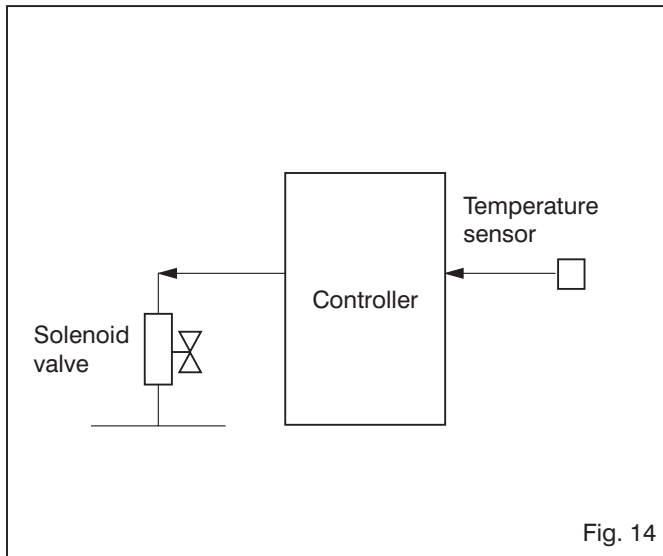 Temperature
sensor
Controller
Solenoid
valve
Fig. 14